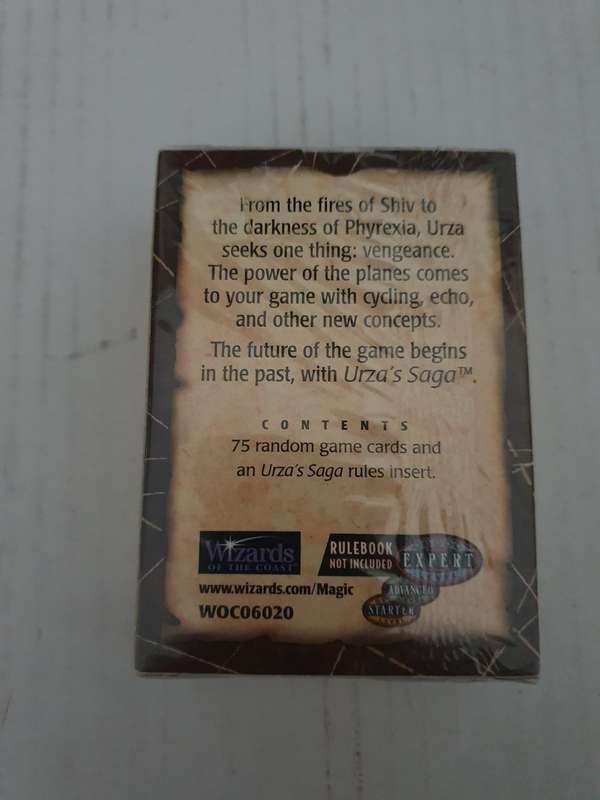 From the fires of Shiv to
the darkness of Phyrexia, Urza
seeks one thing: vengeance.
The power of the planes comes
to your game with cycling, echo,
and other new concepts.
The future of the game begins
in the past, with Urza's Saga™.
CONTENTS
75 random game cards and
an Urza's Saga rules insert.
Wizards
OF THE COAST
RULEBOOK
NOT INCLUDED
EXPERT
www.wizards.com/Magic
ADVANCED
WOC06020
STARTER
LEVEL